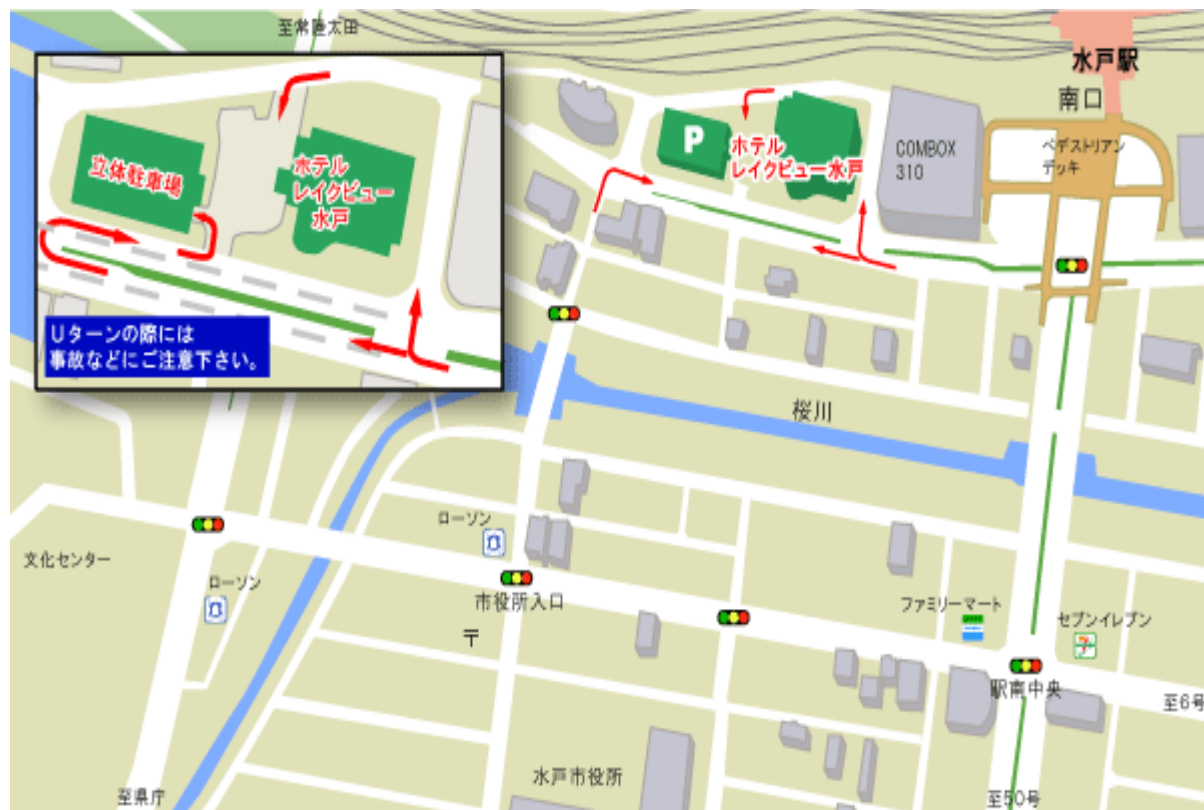 至常陸太田
立体駐車場
ホテル
レイクビュー
水戸
Uターンの際には
事故などにご注意下さい。
水戸駅
南口
ペデストリアン
デッキ
COMBOX
310
P
ホテル
レイクビュー水戸
桜川
文化センター
ローソン
ローソン
市役所入口
〒
ファミリーマート
セブンイレブン
駅南中央
至6号
水戸市役所
至県庁
至50号